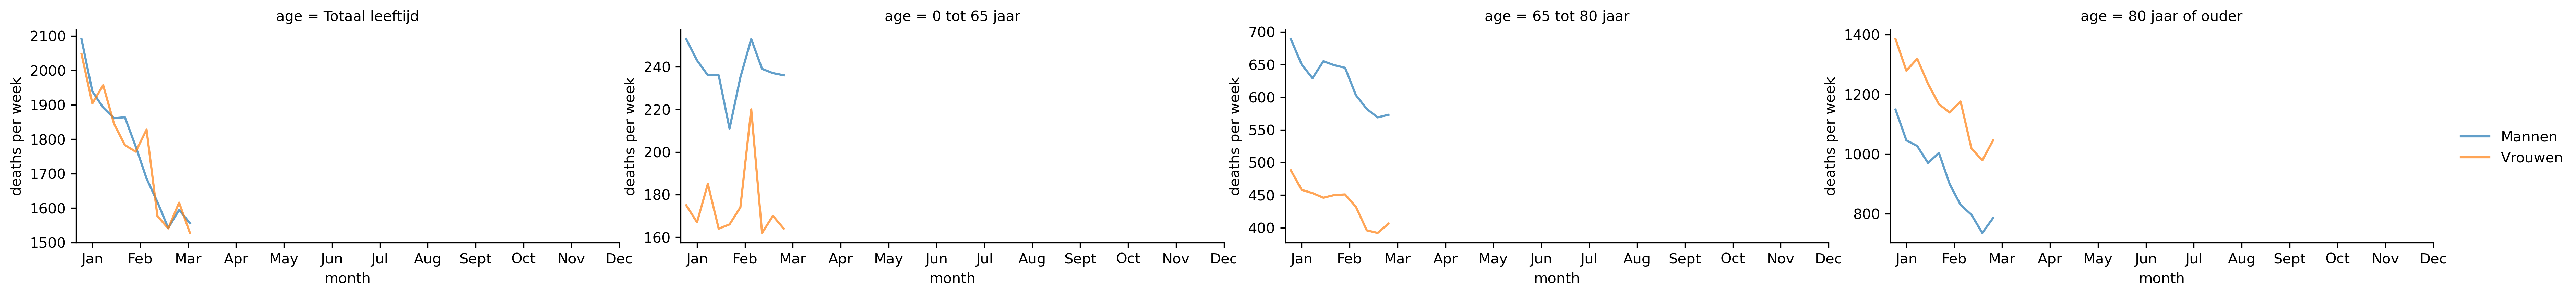 age = Totaal leeftijd
2100
2000
1900
1800
1700
1600
1500
deaths per week
Jan Feb Mar Apr May Jun Jul Aug Sept Oct Nov Dec
month
age = 0 tot 65 jaar
240
220
200
180
160
deaths per week
Jan Feb Mar Apr May Jun Jul Aug Sept Oct Nov Dec
month
age = 65 tot 80 jaar
700
650
600
550
500
450
400
deaths per week
Jan Feb Mar Apr May Jun Jul Aug Sept Oct Nov Dec
month
age = 80 jaar of ouder
1400
1200
1000
800
deaths per week
Jan Feb Mar Apr May Jun Jul Aug Sept Oct Nov Dec
month
Mannen
Vrouwen